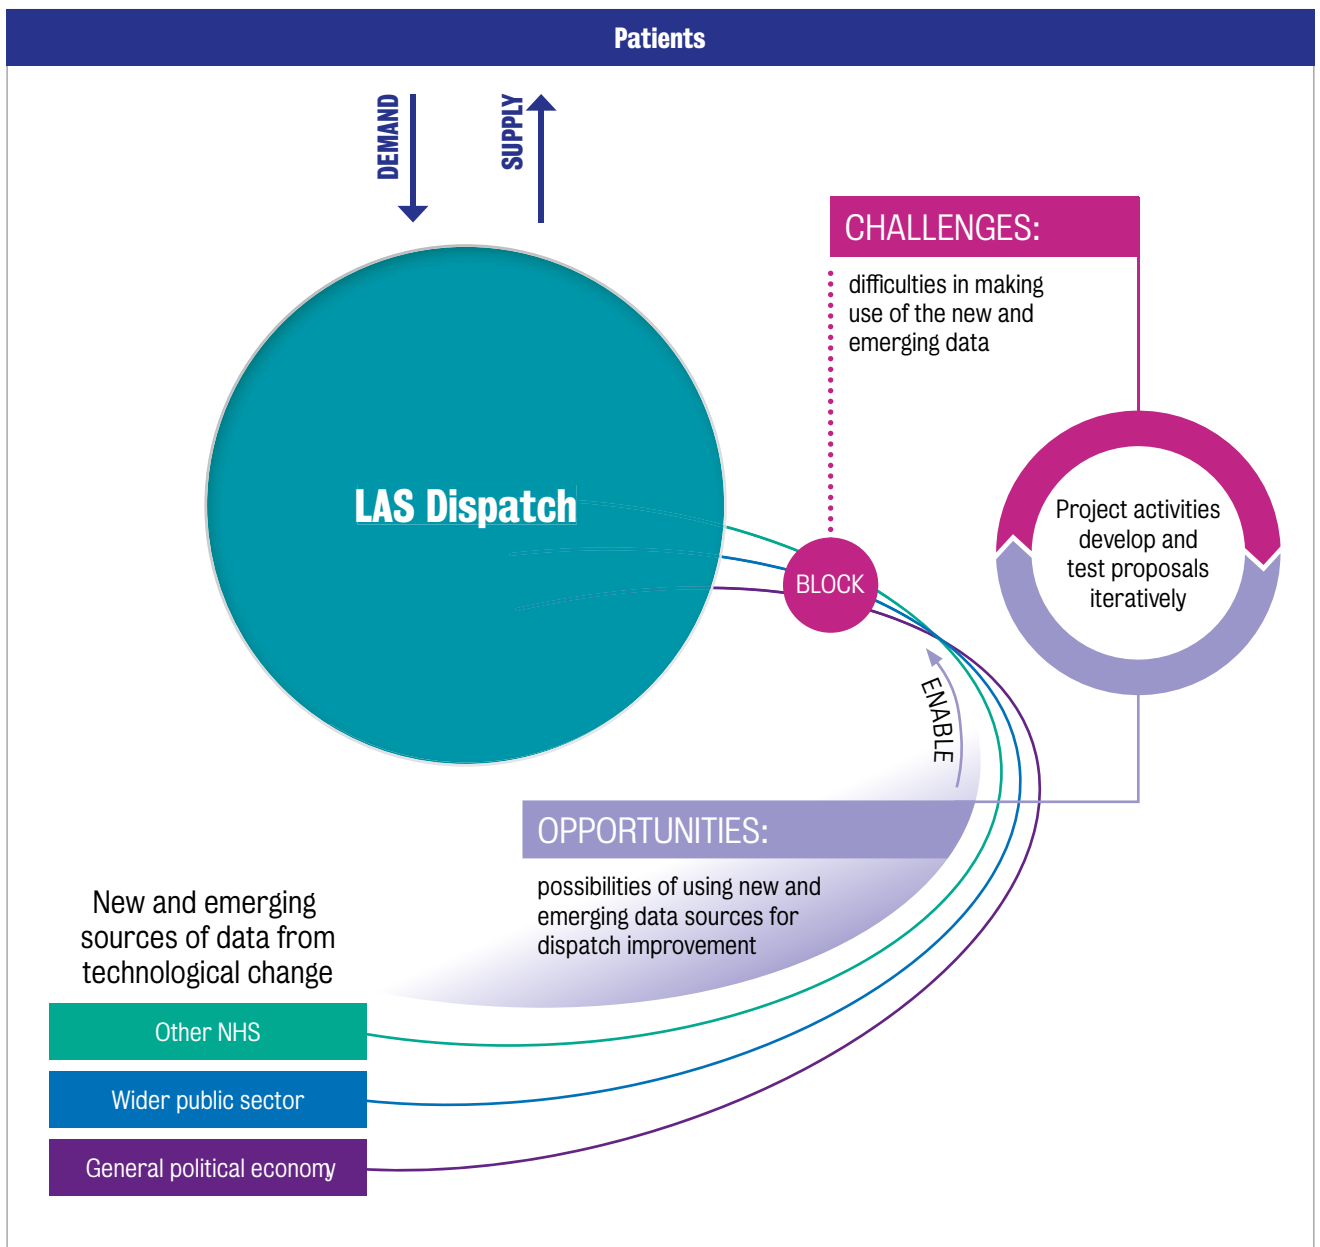 Patients
DEMAND
SUPPLY
CHALLENGES:
difficulties in making
use of the new and
emerging data
LAS Dispatch
BLOCK
Project activities
develop and
test proposals
iteratively
ENABLE
OPPORTUNITIES:
possibilities of using new and
emerging data sources for
dispatch improvement
New and emerging
sources of data from
technological change
Other NHS
Wider public sector
General political economy